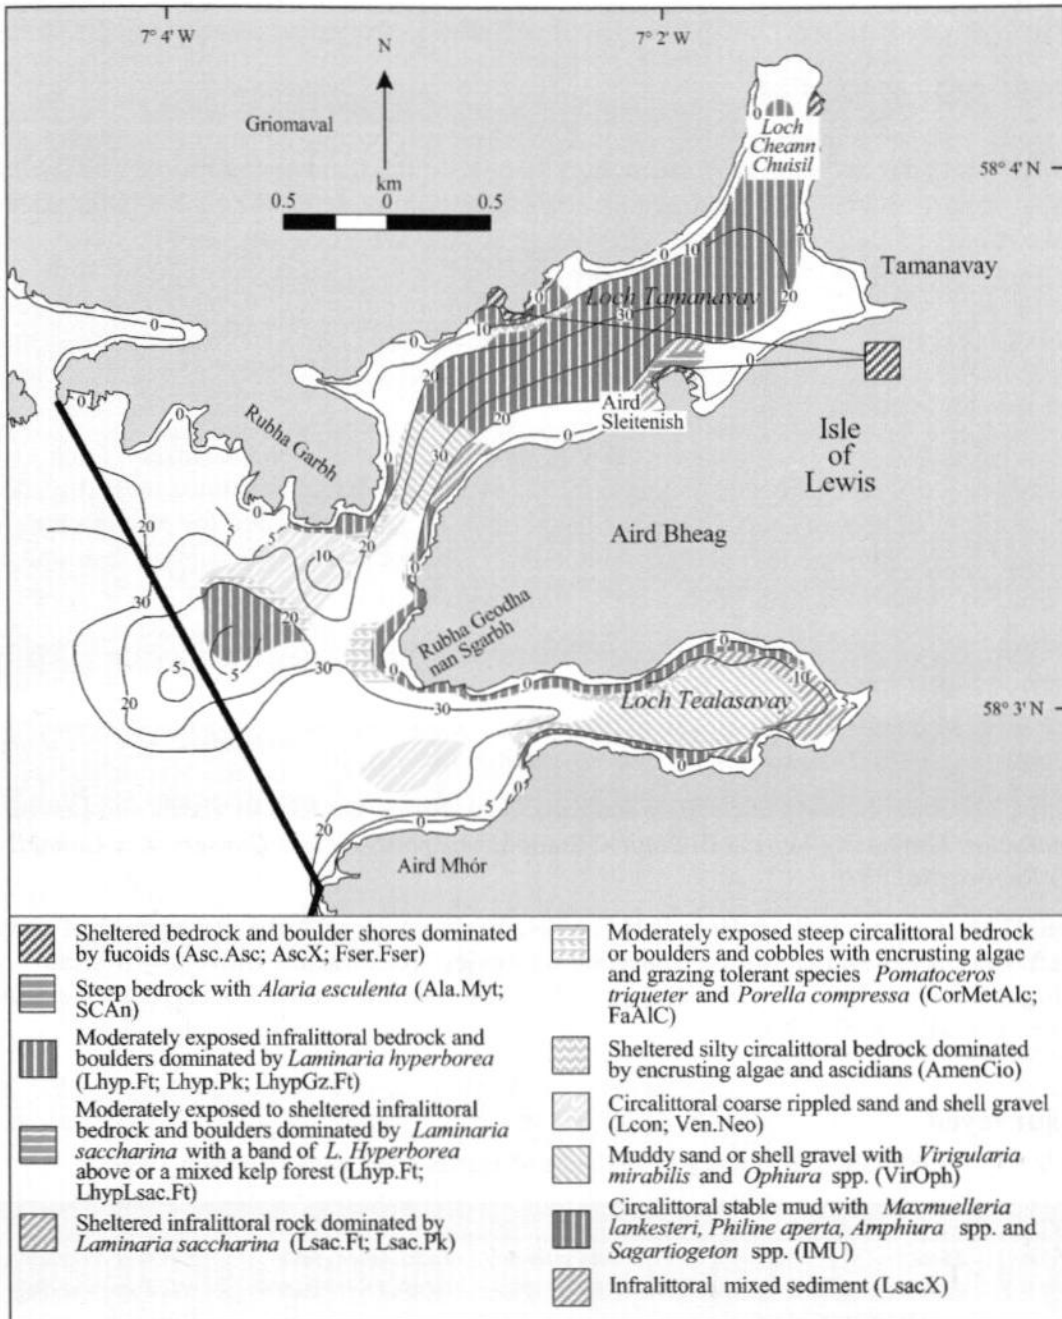 7° 4' W
7° 2' W
N
Griomaval
km
0.5
0
0.5
Loch
Cheann
Chuisil
58° 4' N
Tamanavay
Loch Tamanavay
Aird
Sleitenish
Isle
of
Lewis
Rubha
Garbh
Aird Bheag
Rubha Geodha
nan Sgarbh
Loch Tealasavay
58° 3' N
Aird Mhór
Sheltered bedrock and boulder shores dominated
by fucoids (Asc.Asc; AscX; Fser.Fser)
Steep bedrock with Alaria esculenta (Ala.Myt;
SCAn)
Moderately exposed infralittoral bedrock and
boulders dominated by Laminaria hyperborea
(Lhyp.Ft; Lhyp.Pk; LhypGz.Ft)
Moderately exposed to sheltered infralittoral
bedrock and boulders dominated by Laminaria
saccharina with a band of L. Hyperborea
above or a mixed kelp forest (Lhyp.Ft;
LhypLsac.Ft)
Sheltered infralittoral rock dominated by
Laminaria saccharina (Lsac.Ft; Lsac.Pk)
Moderately exposed steep circalittoral bedrock
or boulders and cobbles with encrusting algae
and grazing tolerant species Pomatoceros
triqueter and Porella compressa (CorMetAlc;
FaAlC)
Sheltered silty circalittoral bedrock dominated
by encrusting algae and ascidians (AmenCio)
Circalittoral coarse rippled sand and shell gravel
(Lcon; Ven.Neo)
Muddy sand or shell gravel with Virigularia
mirabilis and Ophiura spp. (VirOph)
Circalittoral stable mud with Maxmuelleria
lankesteri, Philine aperta, Amphiura spp. and
Sagartiogeton spp. (IMU)
Infralittoral mixed sediment (LsacX)